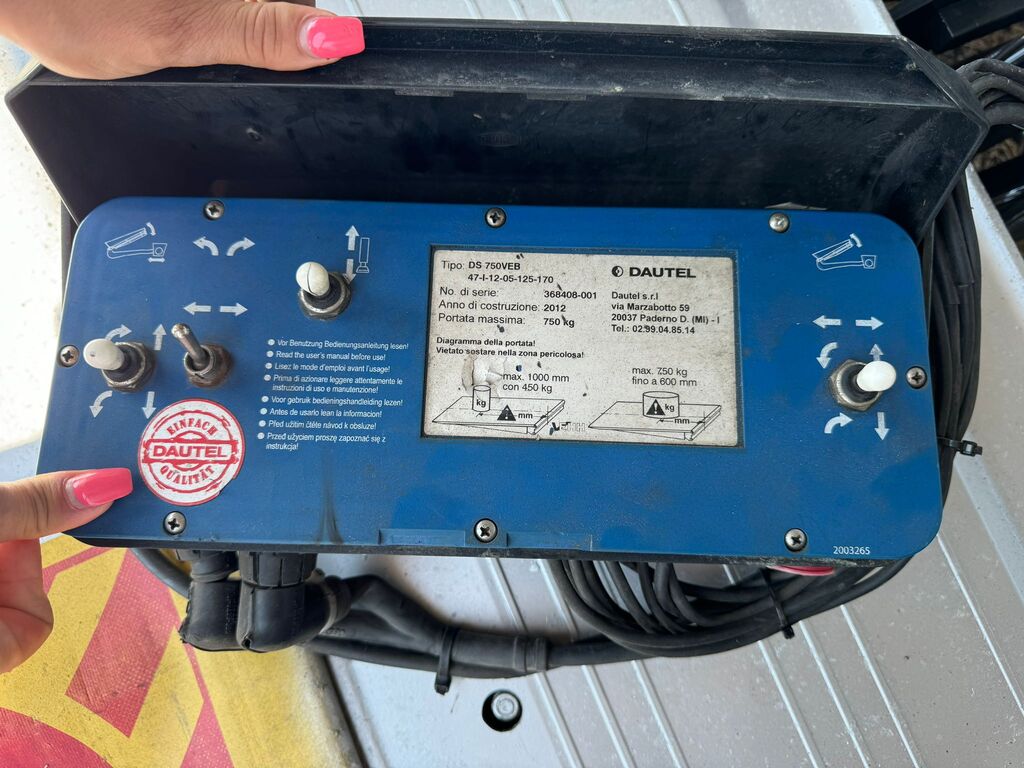 Tipo: DS 750VEB
47-I-12-05-125-170
No. di serie: 368408-001
Anno di costruzione: 2012
Portata massima: 750 kg
DAUTEL
Dautel s.r.l
via Marzabotto 59
20037 Paderno D. (MI) - I
Tel.: 02.99.04.85.14
Diagramma della portata!
Vietato sostare nella zona pericolosa!
max. 1000 mm
con 450 kg
kg
mm
max. 750 kg
fino a 600 mm
kg
mm
Vor Benutzung Bedienungsanleitung lesen!
Read the user's manual before use!
Lisez le mode d'emploi avant l'usage!
Prima di azionare leggere attentamente le
instruzioni di uso e manutenzione!
Voor gebruik bedieningshandleiding lezen!
Antes de usarlo lean la informacion!
Před užitím čtěte návod k obsluze!
Przed użyciem proszę zapoznać się z
instrukcja!
EINFACH
DAUTEL
QUALITÄT
2003265